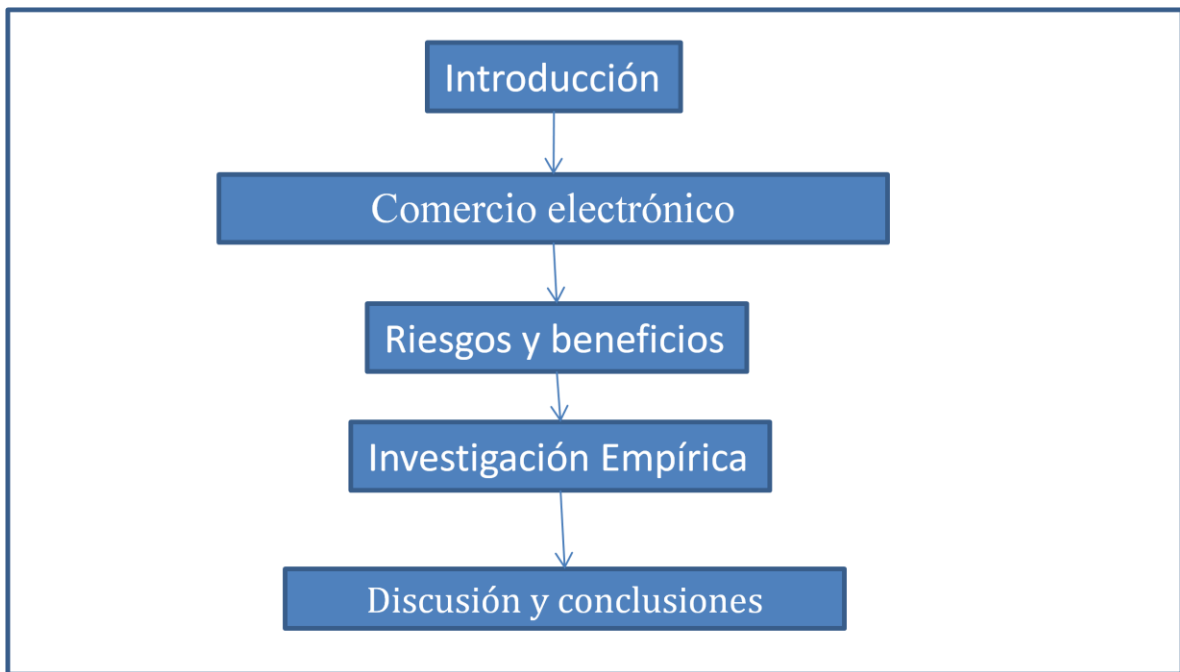 Introducción
Comercio electrónico
Riesgos y beneficios
Investigación Empírica
Discusión y conclusiones